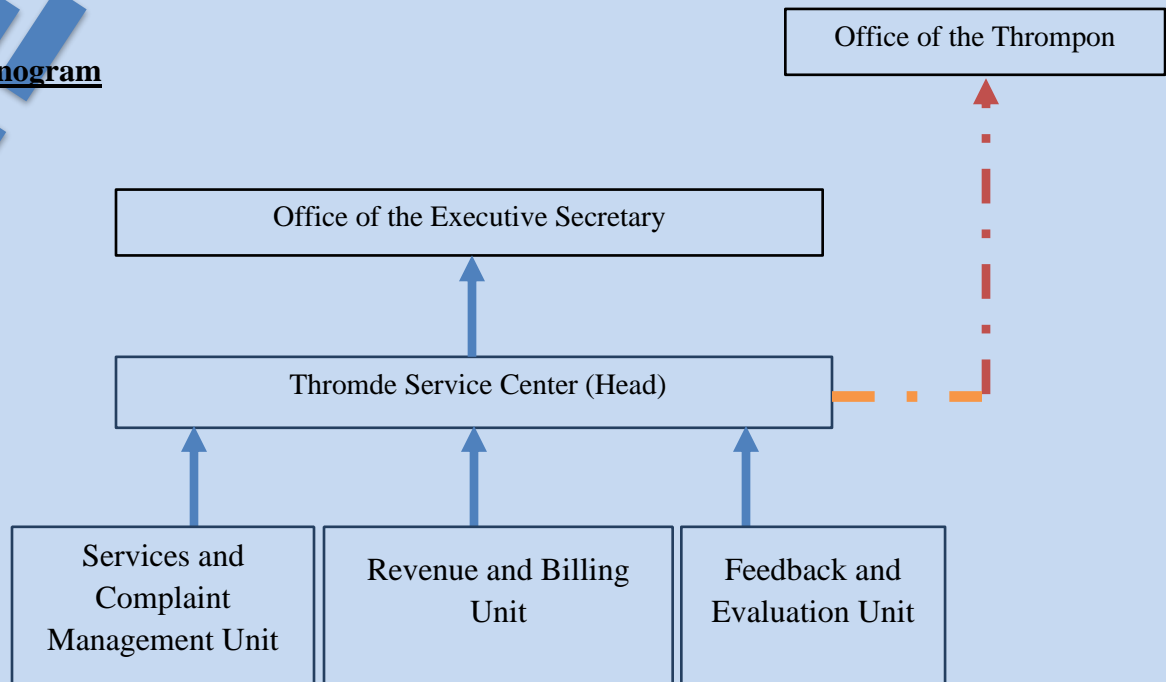 Office of the Thrompon
nogram
Office of the Executive Secretary
Thromde Service Center (Head)
Services and
Complaint
Management Unit
Revenue and Billing
Unit
Feedback and
Evaluation Unit